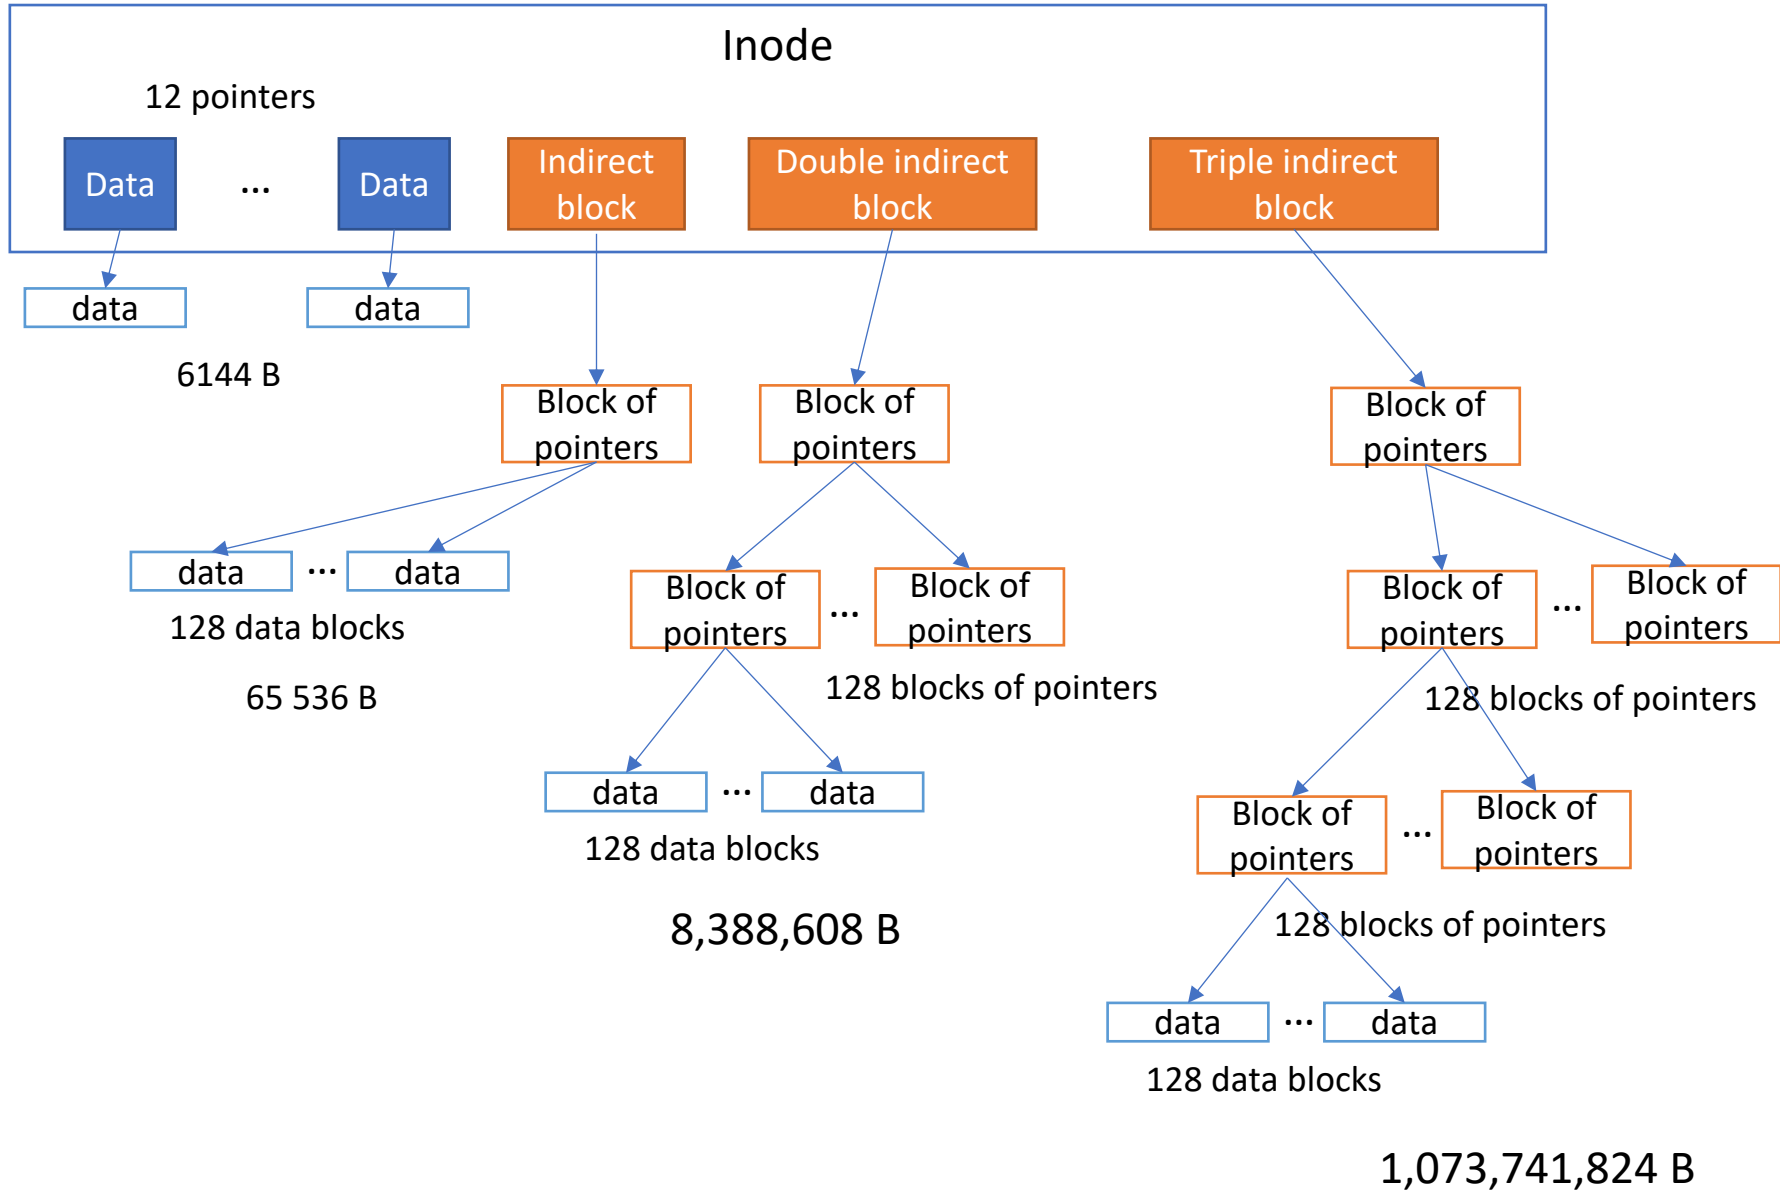 Inode
12 pointers
Data
...
Data
Indirect
block
Double indirect
block
Triple indirect
block
data
data
6144 B
Block of
pointers
Block of
pointers
Block of
pointers
data
...
data
128 data blocks
65 536 B
Block of
pointers
...
Block of
pointers
128 blocks of pointers
Block of
pointers
...
Block of
pointers
128 blocks of pointers
data
...
data
128 data blocks
8,388,608 B
Block of
pointers
...
Block of
pointers
128 blocks of pointers
data
...
data
128 data blocks
1,073,741,824 B